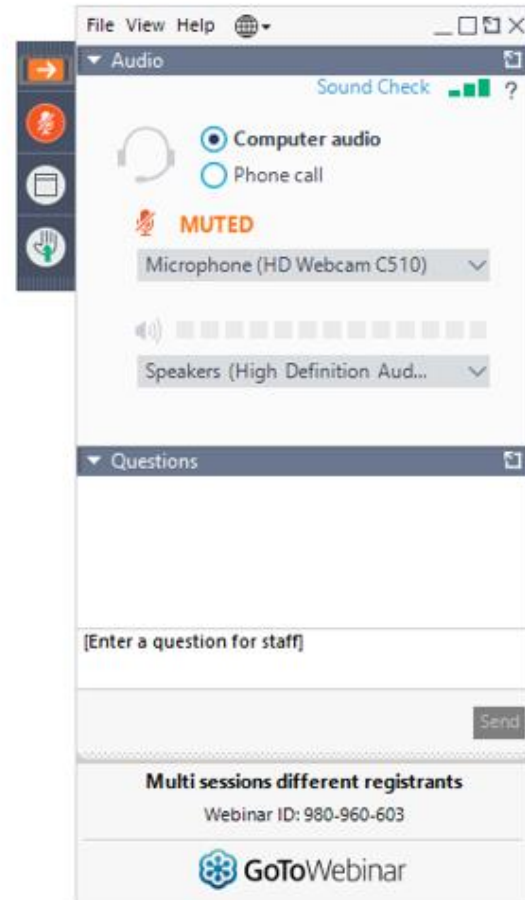 File View Help
Audio
Sound Check ?
Computer audio
Phone call
MUTED
Microphone (HD Webcam C510)
Speakers (High Definition Aud...
Questions
[Enter a question for staff]
Send
Multi sessions different registrants
Webinar ID: 980-960-603
GoToWebinar